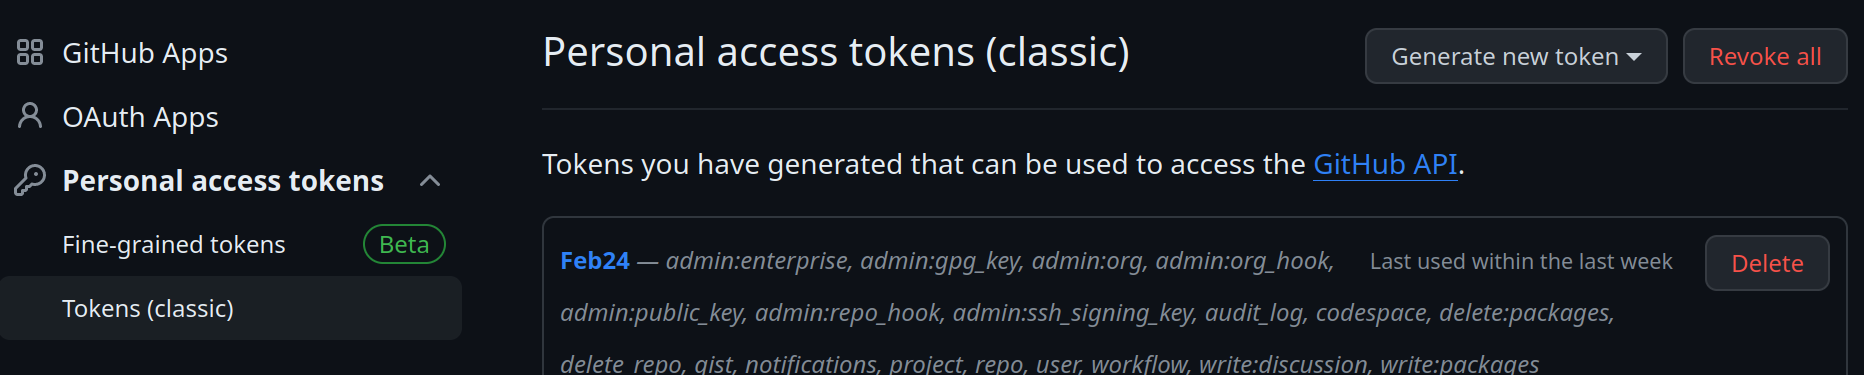 GitHub Apps
OAuth Apps
Personal access tokens
Fine-grained tokens Beta
Tokens (classic)
Personal access tokens (classic)
Generate new token
Revoke all
Tokens you have generated that can be used to access the GitHub API.
Feb24 — admin:enterprise, admin:gpg_key, admin:org, admin:org_hook,
Last used within the last week
Delete
admin:public_key, admin:repo_hook, admin:ssh_signing_key, audit_log, codespace, delete:packages,
delete_repo, gist, notifications, project, repo, user, workflow, write:discussion, write:packages